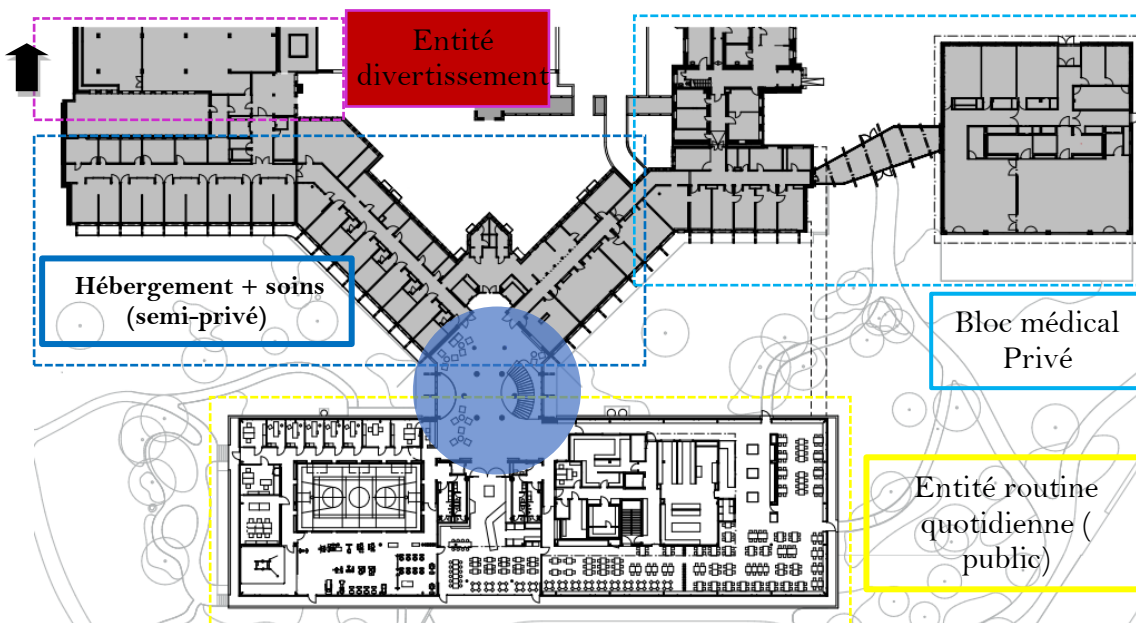 Entité
divertissement
Hébergement + soins
(semi-privé)
Bloc médical
Privé
Entité routine
quotidienne (
public)